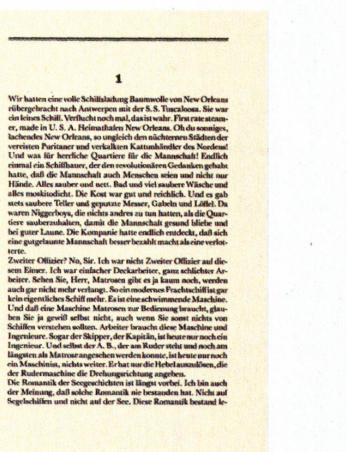 1
Wir hatten eine volle Schiffsladung Baumwolle von New Orleans
rübergebracht nach Antwerpen mit der S. S. Tuscaloosa. Sie war
ein feines Schiff. Verflucht noch mal, das ist wahr. First rate steam-
er, made in U. S. A. Heimathafen New Orleans. Oh du sonniges,
lachendes New Orleans, so ungleich den nüchternen Städten der
vereisten Puritaner und verkalkten Kattunhändler des Nordens!
Und was für herrliche Quartiere für die Mannschaft! Endlich
einmal ein Schiffbauer, der den revolutionären Gedanken gehabt
hatte, daß die Mannschaft auch Menschen seien und nicht nur
Hände. Alles sauber und nett. Bad und viel saubere Wäsche und
alles moskitodicht. Die Kost war gut und reichlich. Und es gab
stets saubere Teller und geputzte Messer, Gabeln und Löffel. Da
waren Niggerboys, die nichts andres zu tun hatten, als die Quar-
tiere sauberzuhalten, damit die Mannschaft gesund bliebe und
bei guter Laune. Die Kompanie hatte endlich entdeckt, daß sich
eine gutgelaunte Mannschaft besser bezahlt macht als eine verlot-
terte.
Zweiter Offizier? No, Sir. Ich war nicht Zweiter Offizier auf die-
sem Eimer. Ich war einfacher Deckarbeiter, ganz schlichter Ar-
beiter. Sehen Sie, Herr, Matrosen gibt es ja kaum noch, werden
auch gar nicht mehr verlangt. So ein modernes Frachtschiff ist gar
kein eigentliches Schiff mehr. Es ist eine schwimmende Maschine.
Und daß eine Maschine Matrosen zur Bedienung braucht, glau-
ben Sie ja gewiß selbst nicht, auch wenn Sie sonst nichts von
Schiffen verstehen sollten. Arbeiter braucht diese Maschine und
Ingenieure. Sogar der Skipper, der Kapitän, ist heute nur noch ein
Ingenieur. Und selbst der A. B., der am Ruder steht und noch am
längsten als Matrose angesehen werden konnte, ist heute nur noch
ein Maschinist, nichts weiter. Er hat nur die Hebel auszulösen, die
der Rudermaschine die Drehungsrichtung angeben.
Die Romantik der Seegeschichten ist längst vorbei. Ich bin auch
der Meinung, daß solche Romantik nie bestanden hat. Nicht auf
Segelschiffen und nicht auf der See. Diese Romantik bestand le-